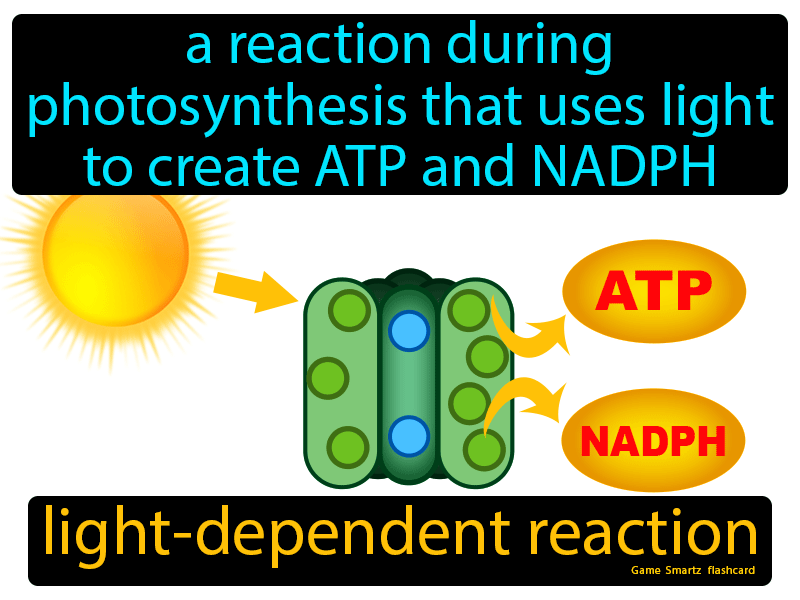 a reaction during
photosynthesis that uses light
to create ATP and NADPH
ATP
NADPH
light-dependent reaction
Game Smartz flashcard